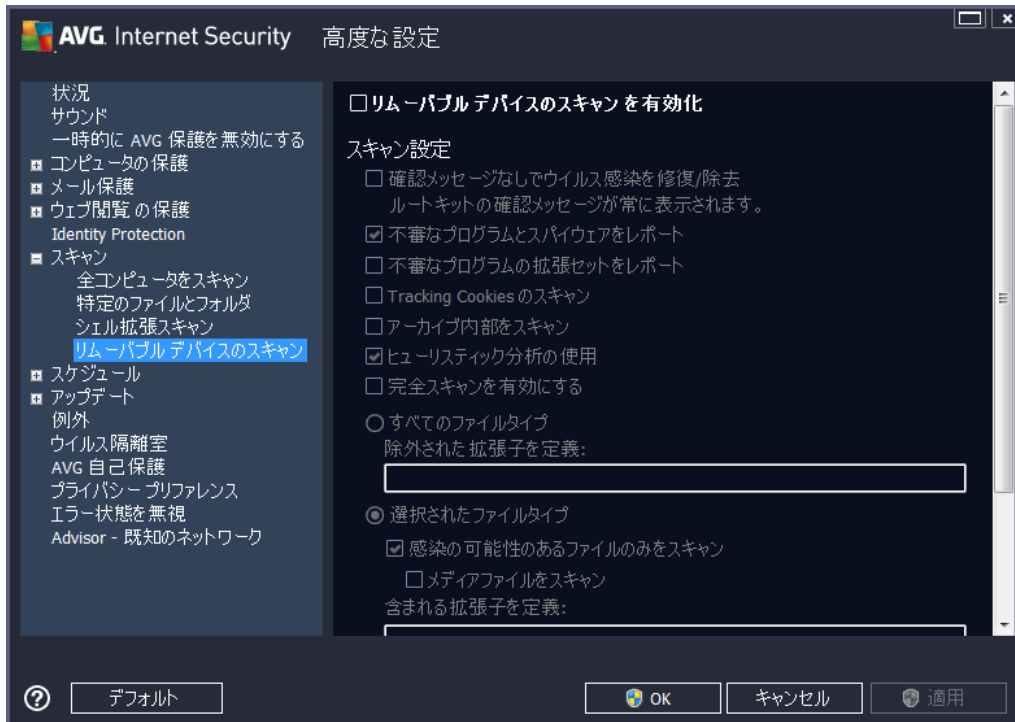 AVG. Internet Security 高度な設定
状況
サウンド
一時的に AVG 保護を無効にする
コンピュータの保護
メール保護
ウェブ閲覧 の保護
Identity Protection
スキャン
全コンピュータをスキャン
特定のファイルとフォルダ
シェル拡張スキャン
リムーバブル デバイスのスキャン
スケジュール
アップデート
例外
ウイルス隔離室
AVG 自己保護
プライバシー プリファレンス
エラー状態を無視
Advisor - 既知のネットワーク
リムーバブル デバイスのスキャン を有効化
スキャン設定
確認メッセージなしでウイルス感染を修復/除去
ルートキットの確認メッセージが常に表示されます。
不審なプログラムとスパイウェアをレポート
不審なプログラムの拡張セットをレポート
Tracking Cookies のスキャン
アーカイブ内部をスキャン
ヒューリスティック分析の使用
完全スキャンを有効にする
すべてのファイルタイプ
除外された拡張子を定義:
選択されたファイルタイプ
感染の可能性のあるファイルのみをスキャン
メディアファイルをスキャン
含まれる拡張子を定義:
? デフォルト OK キャンセル 適用